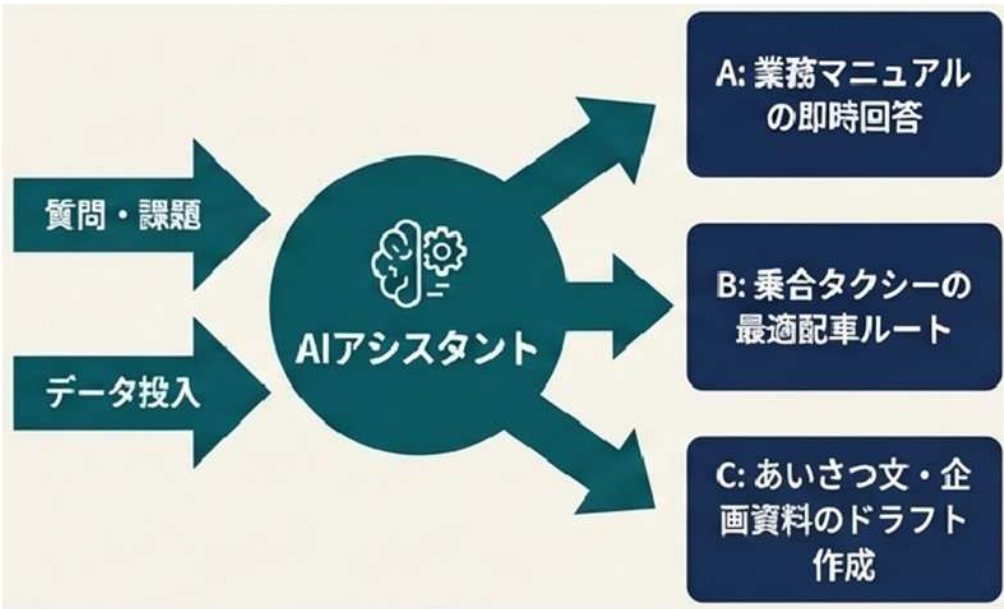 質問・課題
データ投入
AIアシスタント
A: 業務マニュアル
の即時回答
B: 乗合タクシーの
最適配車ルート
C: あいさつ文・企
画資料のドラフト
作成